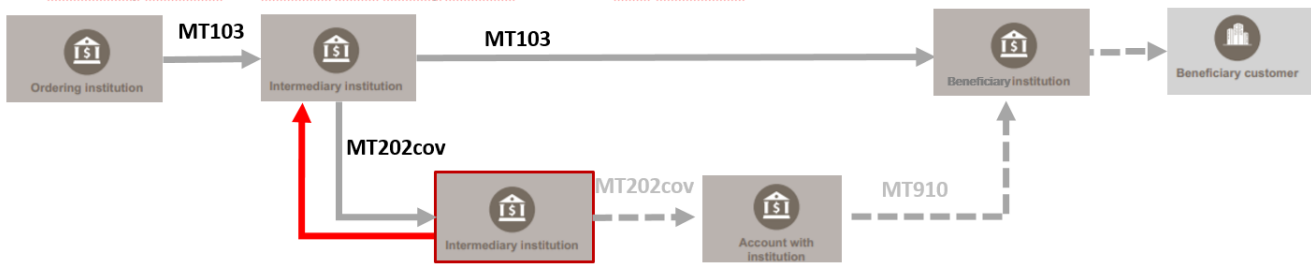 MT103
MT103
Ordering institution
Intermediary institution
Beneficiary institution
Beneficiary customer
MT202cov
MT202cov
MT910
Intermediary institution
Account with
institution